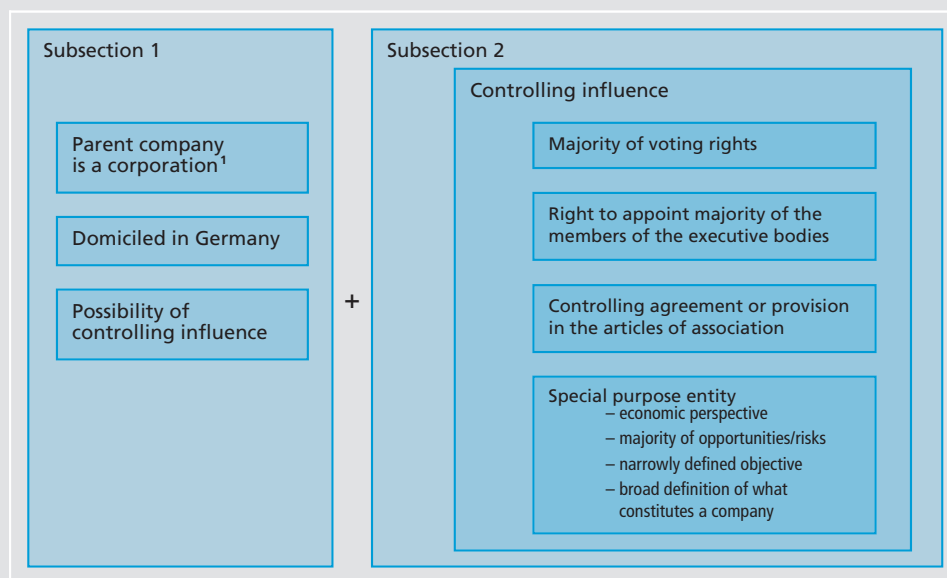 Subsection 1
Parent company
is a corporation¹
Domiciled in Germany
Possibility of
controlling influence
+
Subsection 2
Controlling influence
Majority of voting rights
Right to appoint majority of the
members of the executive bodies
Controlling agreement or provision
in the articles of association
Special purpose entity
– economic perspective
– majority of opportunities/risks
– narrowly defined objective
– broad definition of what
constitutes a company